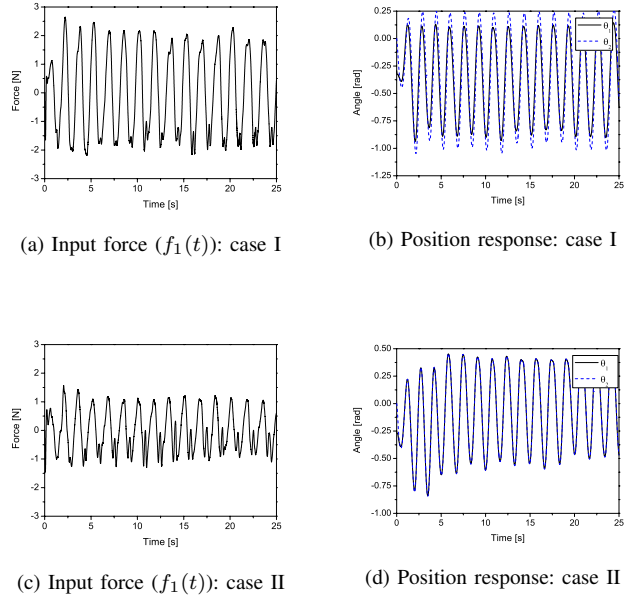 3
2
1
0
-1
-2
-3
0 5 10 15 20 25
Force [N]
Time [s]
(a) Input force (f₁(t)): case I
0.25
0.00
-0.25
-0.50
-0.75
-1.00
-1.25
0 5 10 15 20 25
Angle [rad]
Time [s]
θ₁
θ
(b) Position response: case I
3
2
1
0
-1
-2
-3
0 5 10 15 20 25
Force [N]
Time [s]
(c) Input force (f₁(t)): case II
0.50
0.25
0.00
-0.25
-0.50
-0.75
-1.00
0 5 10 15 20 25
Angle [rad]
Time [s]
θ₁
θ
(d) Position response: case II